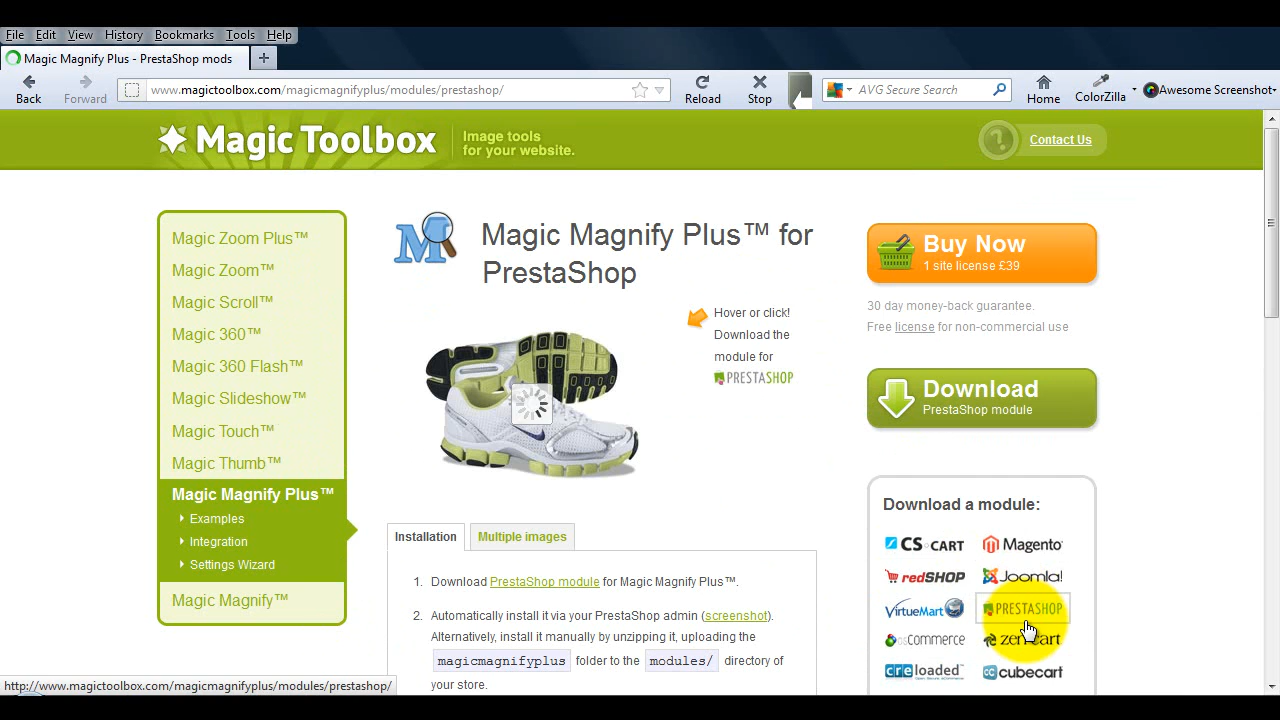 File Edit View History Bookmarks Tools Help
Magic Magnify Plus - PrestaShop mods
Back Forward www.magictoolbox.com/magicmagnifyplus/modules/prestashop/ Reload Stop AVG Secure Search Home ColorZilla Awesome Screenshot
Magic Toolbox
Image tools
for your website.
Contact Us
Magic Zoom Plus™
Magic Zoom™
Magic Scroll™
Magic 360™
Magic 360 Flash™
Magic Slideshow™
Magic Touch™
Magic Thumb™
Magic Magnify Plus™
Examples
Integration
Settings Wizard
Magic Magnify™
Magic Magnify Plus™ for
PrestaShop
Hover or click!
Download the
module for
PRESTASHOP
Installation Multiple images
1. Download PrestaShop module for Magic Magnify Plus™.
2. Automatically install it via your PrestaShop admin (screenshot).
Alternatively, install it manually by unzipping it, uploading the
magicmagnifyplus folder to the modules/ directory of
your store.
Buy Now
1 site license £39
30 day money-back guarantee.
Free license for non-commercial use
Download
PrestaShop module
Download a module:
CS CART Magento
redSHOP Joomla!
VirtueMart PRESTASHOP
osCommerce zen cart
creloaded cubecart
http://www.magictoolbox.com/magicmagnifyplus/modules/prestashop/